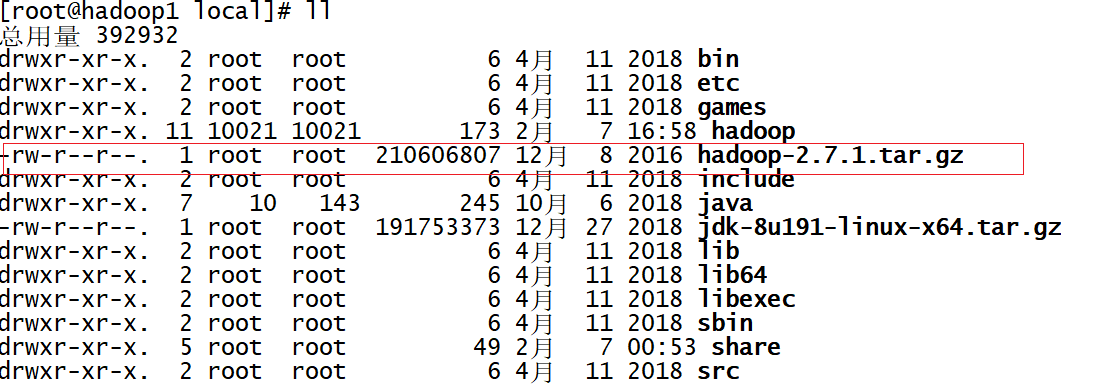 [root@hadoop1 local]# ll
总用量 392932
drwxr-xr-x. 2 root root 6 4月 11 2018 bin
drwxr-xr-x. 2 root root 6 4月 11 2018 etc
drwxr-xr-x. 2 root root 6 4月 11 2018 games
drwxr-xr-x. 11 10021 10021 173 2月 7 16:58 hadoop
-rw-r--r--. 1 root root 210606807 12月 8 2016 hadoop-2.7.1.tar.gz
drwxr-xr-x. 2 root root 6 4月 11 2018 include
drwxr-xr-x. 7 10 143 245 10月 6 2018 java
-rw-r--r--. 1 root root 191753373 12月 27 2018 jdk-8u191-linux-x64.tar.gz
drwxr-xr-x. 2 root root 6 4月 11 2018 lib
drwxr-xr-x. 2 root root 6 4月 11 2018 lib64
drwxr-xr-x. 2 root root 6 4月 11 2018 libexec
drwxr-xr-x. 2 root root 6 4月 11 2018 sbin
drwxr-xr-x. 5 root root 49 2月 7 00:53 share
drwxr-xr-x. 2 root root 6 4月 11 2018 src